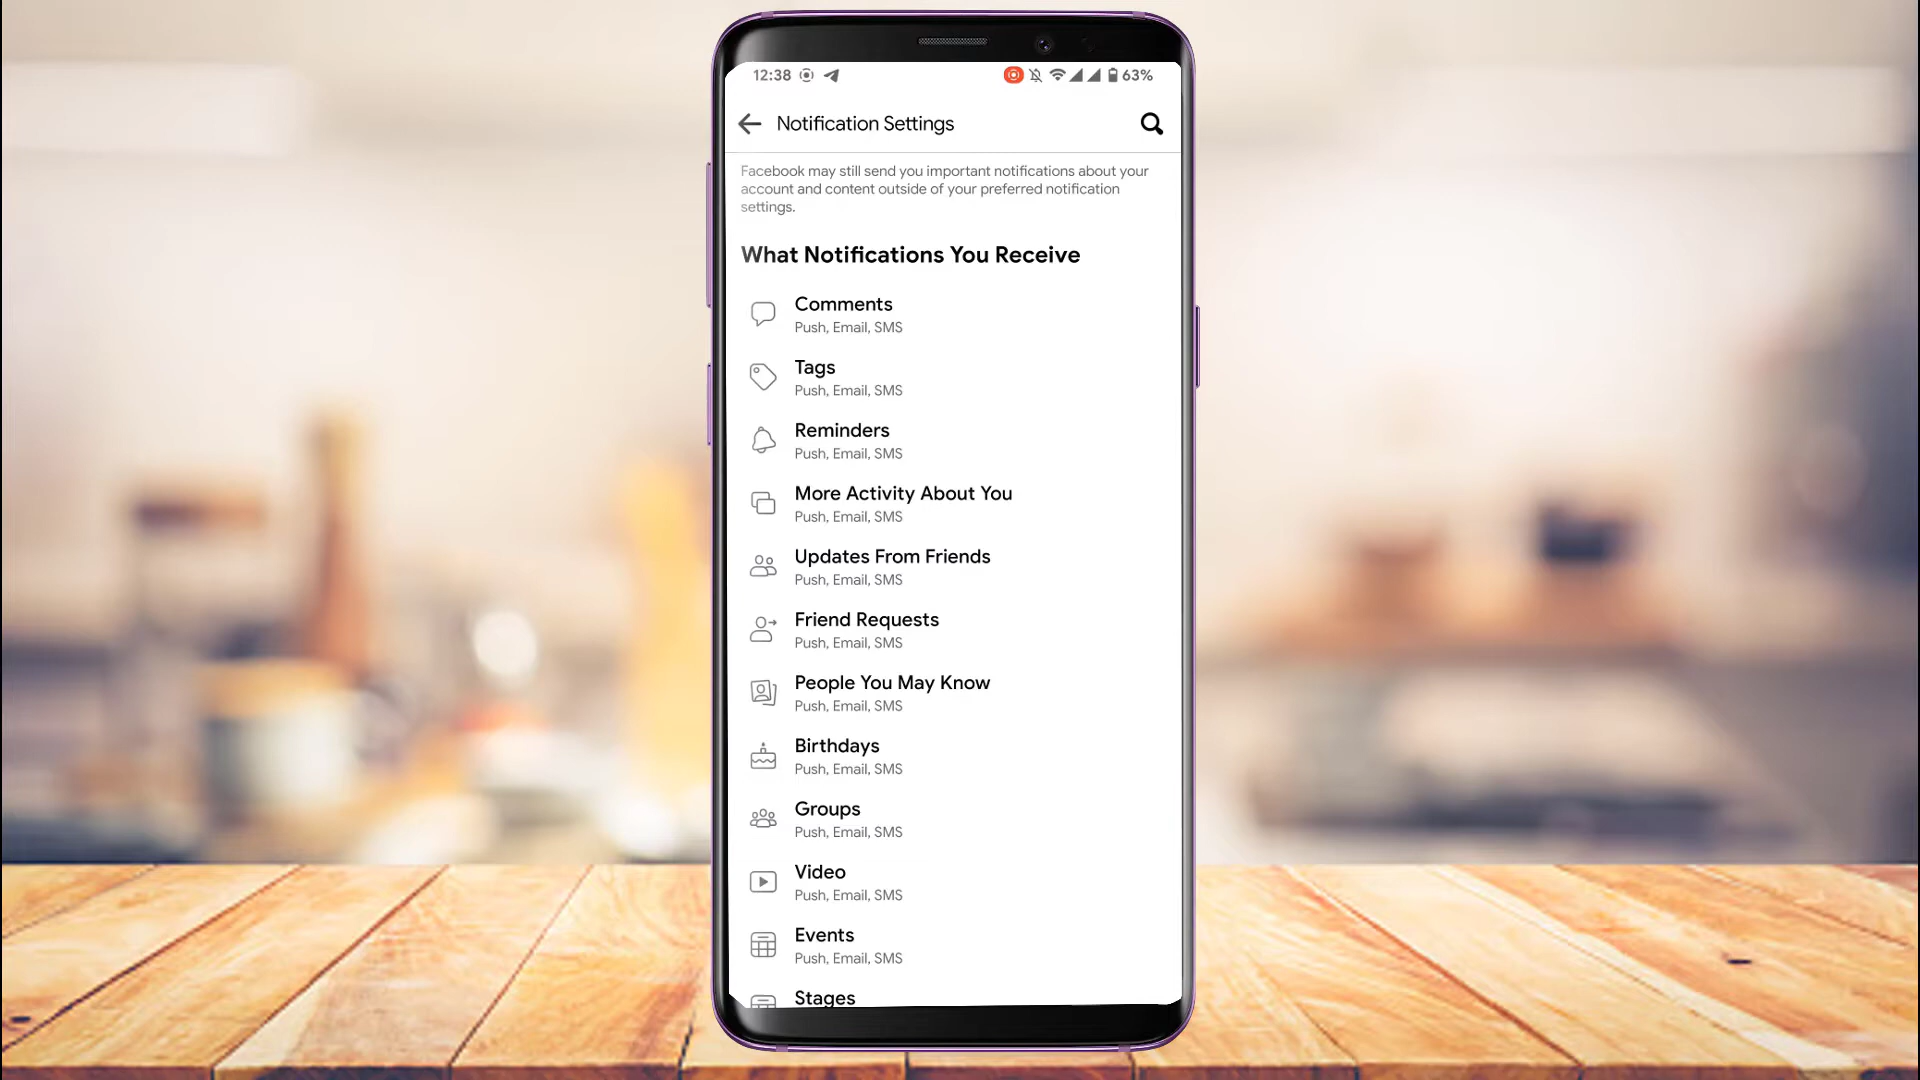 12:38
63%
Notification Settings
Facebook may still send you important notifications about your
account and content outside of your preferred notification
settings.
What Notifications You Receive
Comments
Push, Email, SMS
Tags
Push, Email, SMS
Reminders
Push, Email, SMS
More Activity About You
Push, Email, SMS
Updates From Friends
Push, Email, SMS
Friend Requests
Push, Email, SMS
People You May Know
Push, Email, SMS
Birthdays
Push, Email, SMS
Groups
Push, Email, SMS
Video
Push, Email, SMS
Events
Push, Email, SMS
Stages